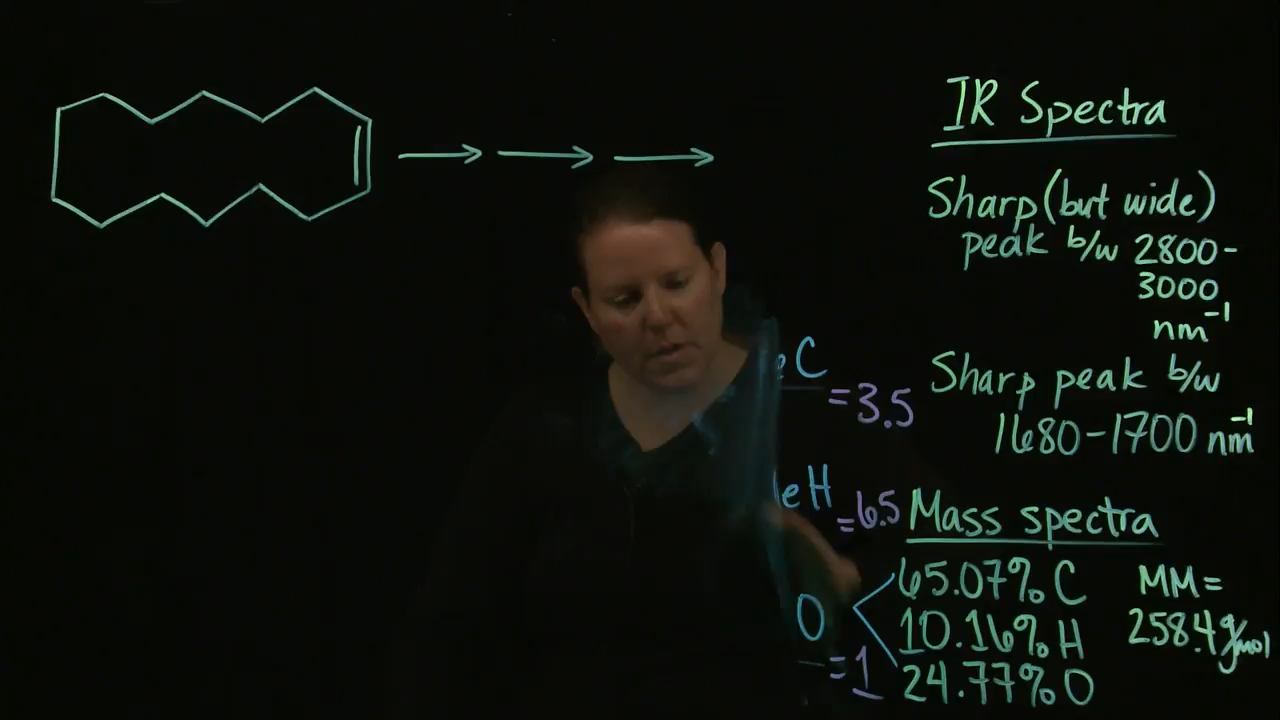 IR Spectra
Sharp (but wide)
peak b/w 2800-
3000
nm⁻¹
Sharp peak b/w
1680-1700 nm⁻¹
C
= 3.5
e H
= 6.5
Mass spectra
65.07% C
10.16% H
24.77% O
MM =
258.4 g/mol
O
= 1